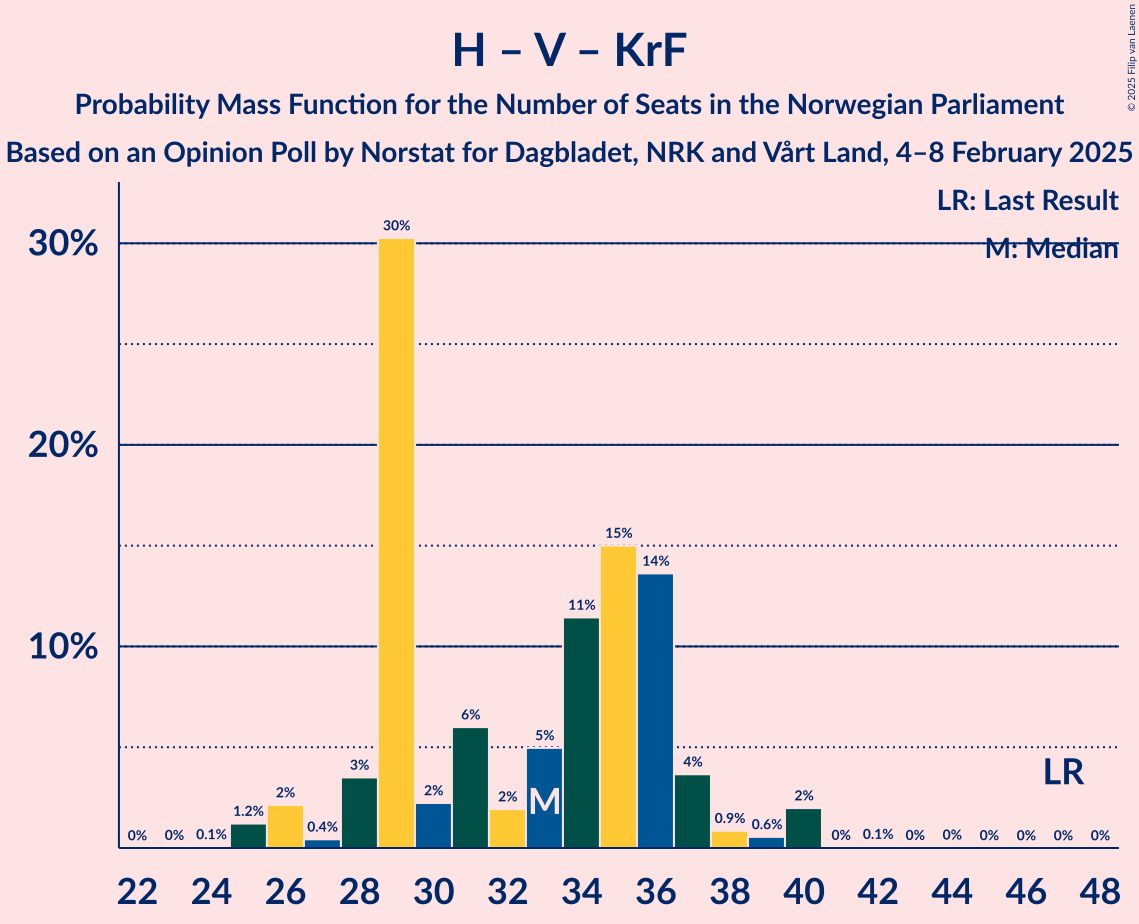 H – V – KrF
Probability Mass Function for the Number of Seats in the Norwegian Parliament
Based on an Opinion Poll by Norstat for Dagbladet, NRK and Vårt Land, 4–8 February 2025
© 2025 Filip van Laenen
LR: Last Result
M: Median
30%
20%
10%
0% 0% 0.1% 1.2% 2% 0.4% 3% 30% 2% 6% 2% 5% 11% 15% 14% 4% 0.9% 0.6% 2% 0% 0.1% 0% 0% 0% 0% 0% 0%
M
LR
22 24 26 28 30 32 34 36 38 40 42 44 46 48